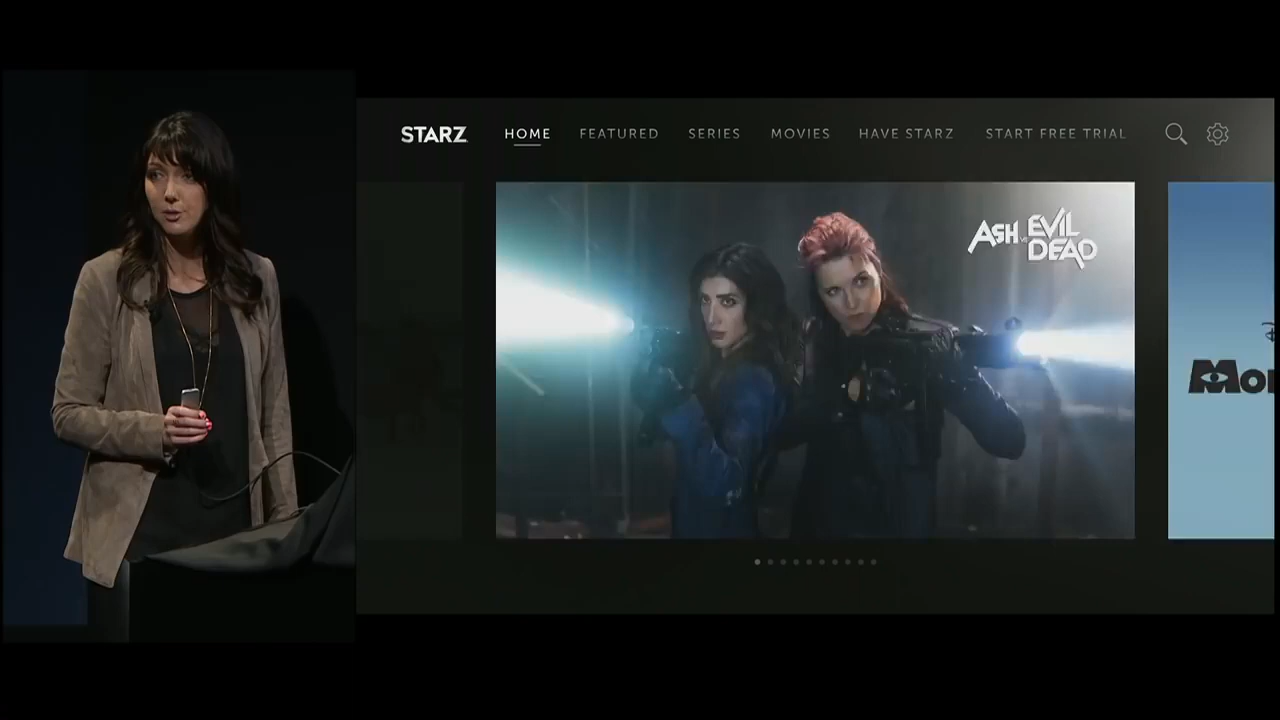 STARZ HOME FEATURED SERIES MOVIES HAVE STARZ START FREE TRIAL
ASH VS EVIL
DEAD